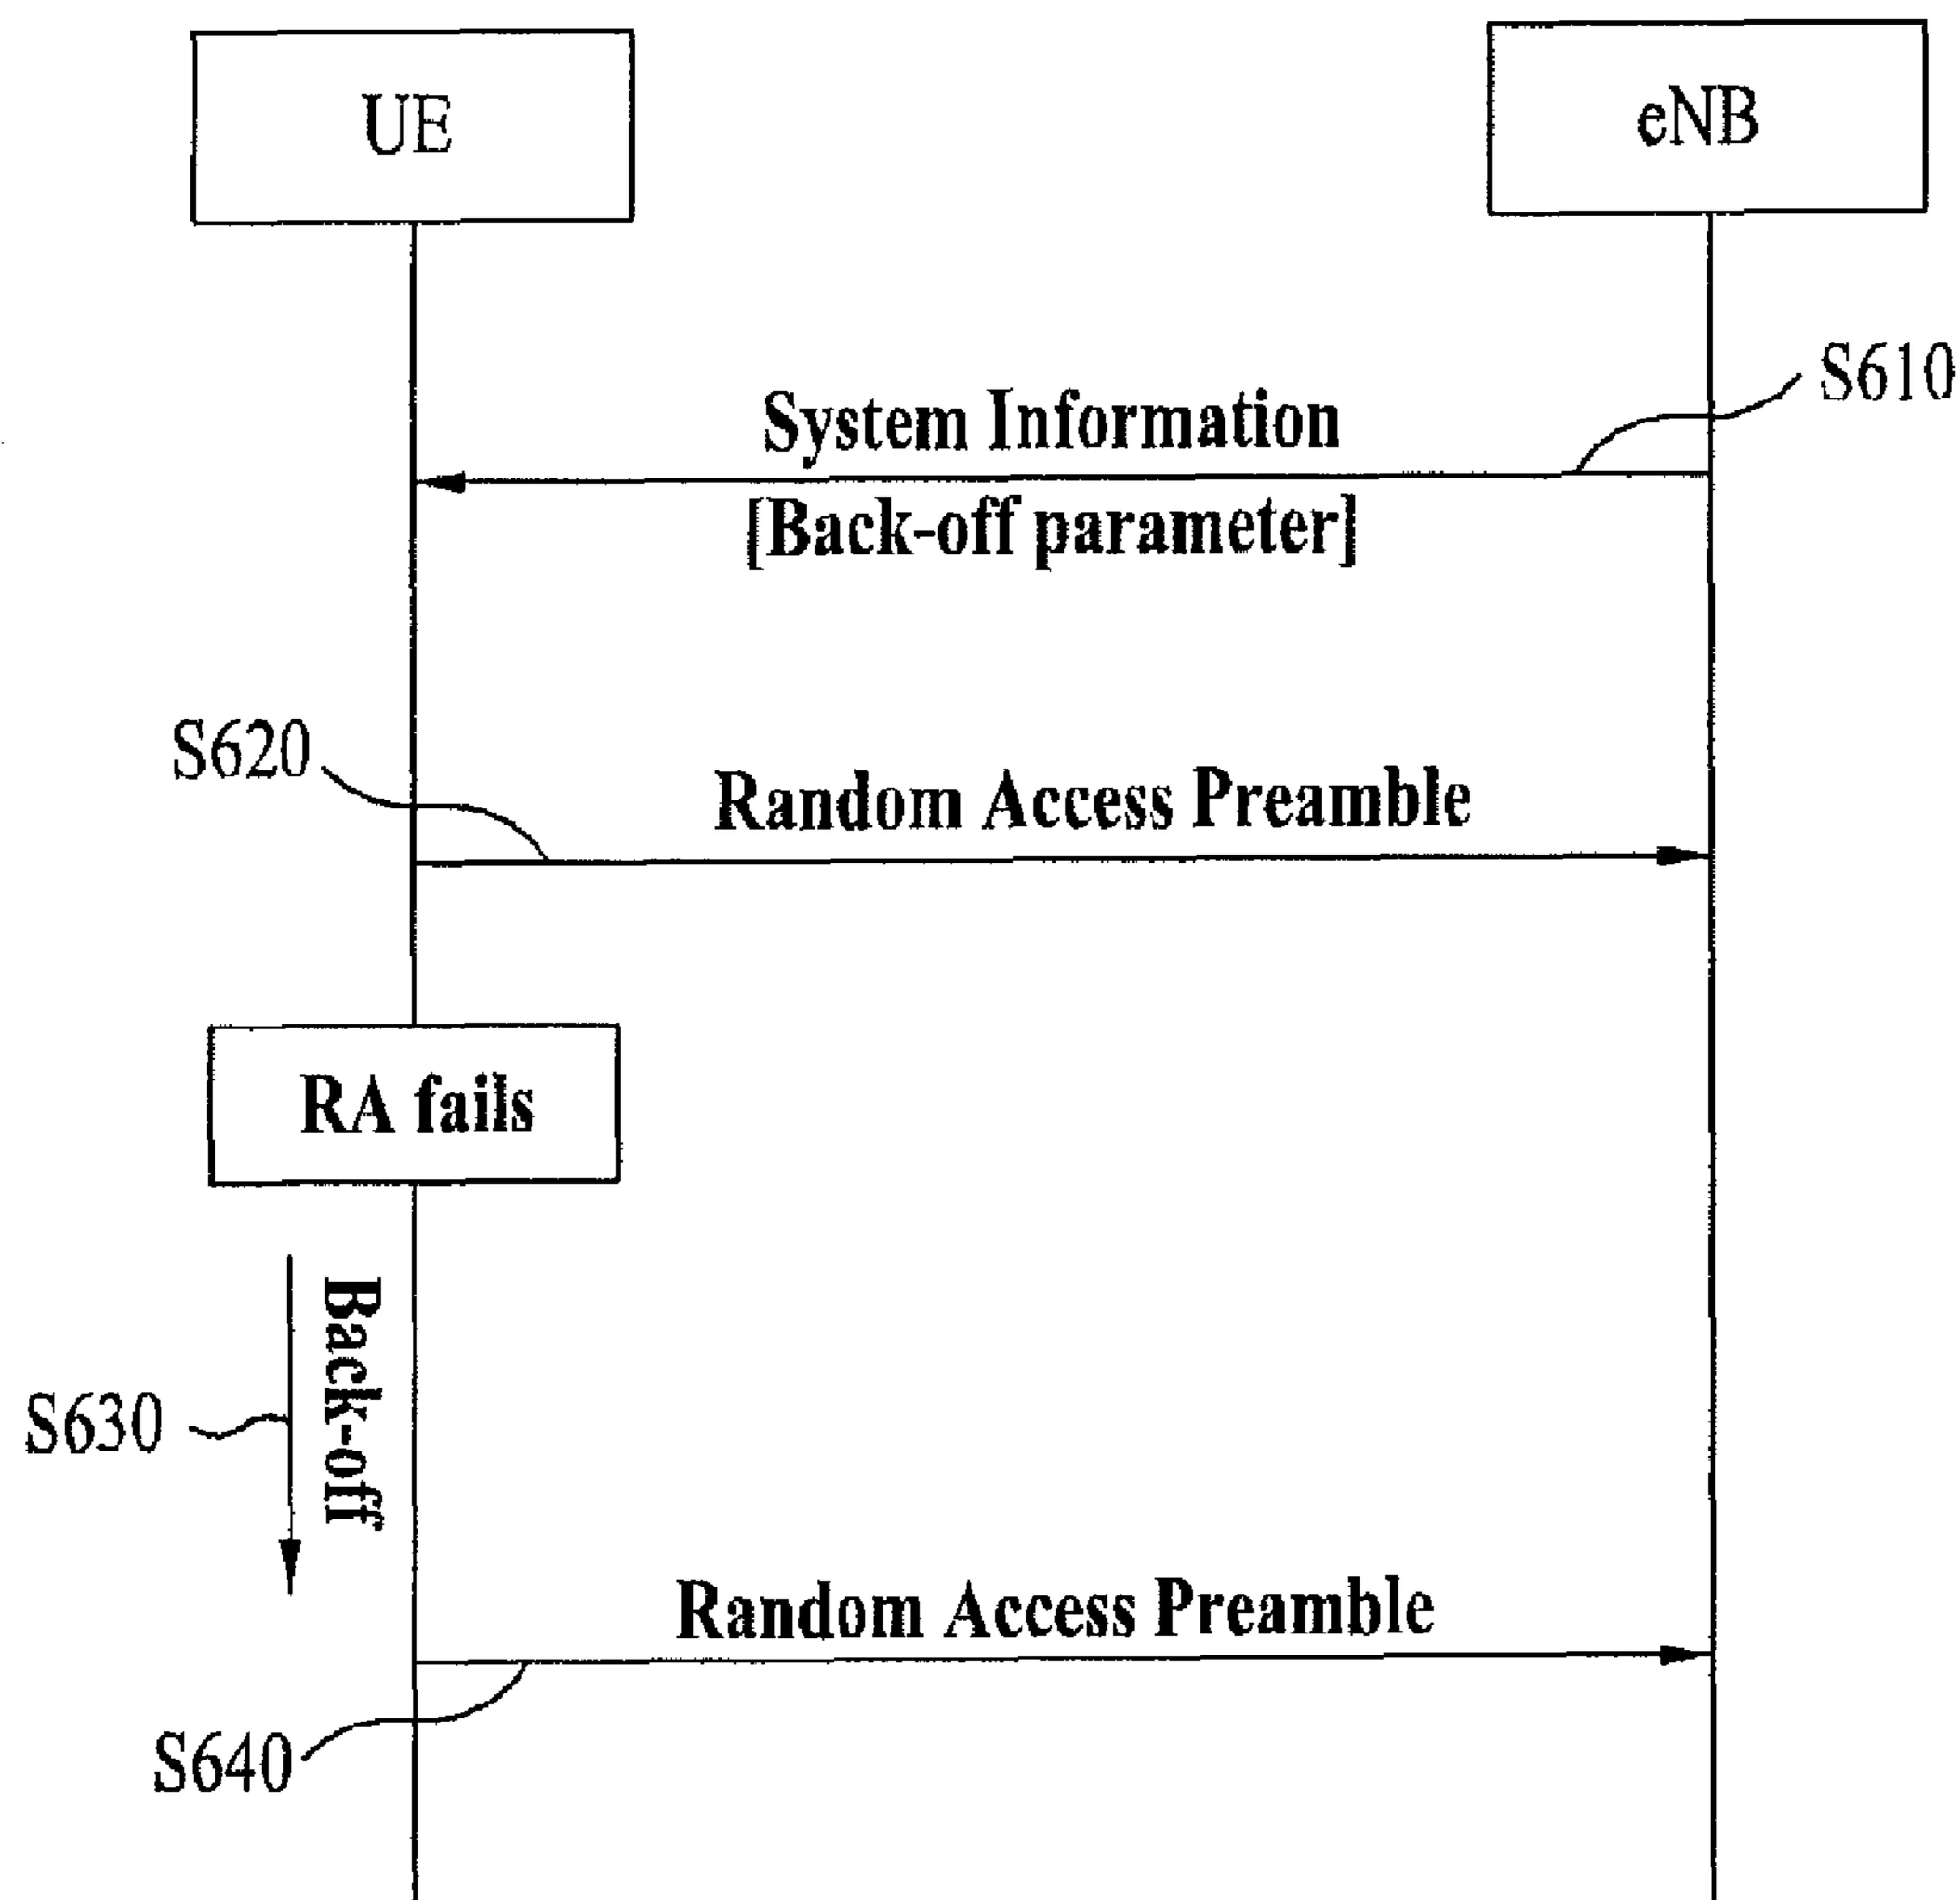 UE
eNB
S610
System Information
[Back-off parameter]
S620
Random Access Preamble
RA fails
Back-off
S630
Random Access Preamble
S640